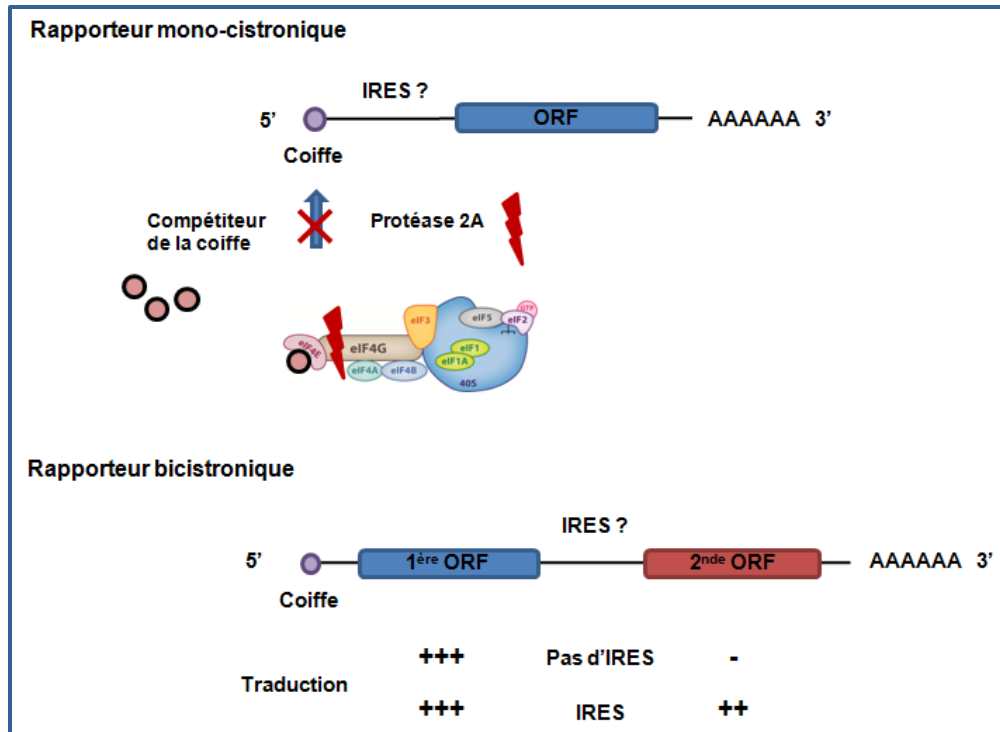 Rapporteur mono-cistronique
IRES ?
5' ORF AAAAAA 3'
Coiffe
Compétiteur de la coiffe
Protéase 2A
eIF4E eIF4G eIF3 eIF5 eIF2 GTP
eIF1
eIF1A
eIF4A eIF4B
40S
Rapporteur bicistronique
IRES ?
5' 1ère ORF 2nde ORF AAAAAA 3'
Coiffe
Traduction
+++ Pas d'IRES -
+++ IRES ++